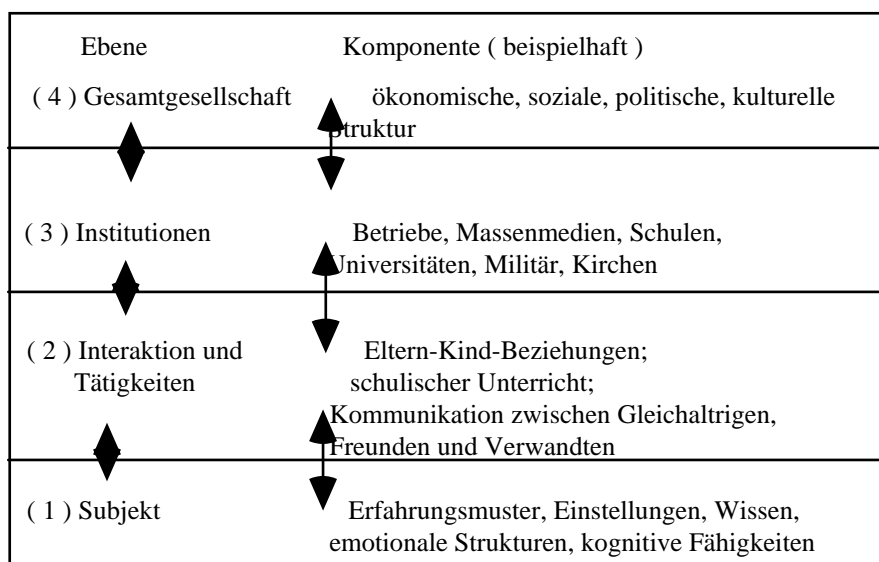 Ebene Komponente ( beispielhaft )
( 4 ) Gesamtgesellschaft ökonomische, soziale, politische, kulturelle
Struktur
( 3 ) Institutionen Betriebe, Massenmedien, Schulen,
Universitäten, Militär, Kirchen
( 2 ) Interaktion und Eltern-Kind-Beziehungen;
Tätigkeiten schulischer Unterricht;
Kommunikation zwischen Gleichaltrigen,
Freunden und Verwandten
( 1 ) Subjekt Erfahrungsmuster, Einstellungen, Wissen,
emotionale Strukturen, kognitive Fähigkeiten